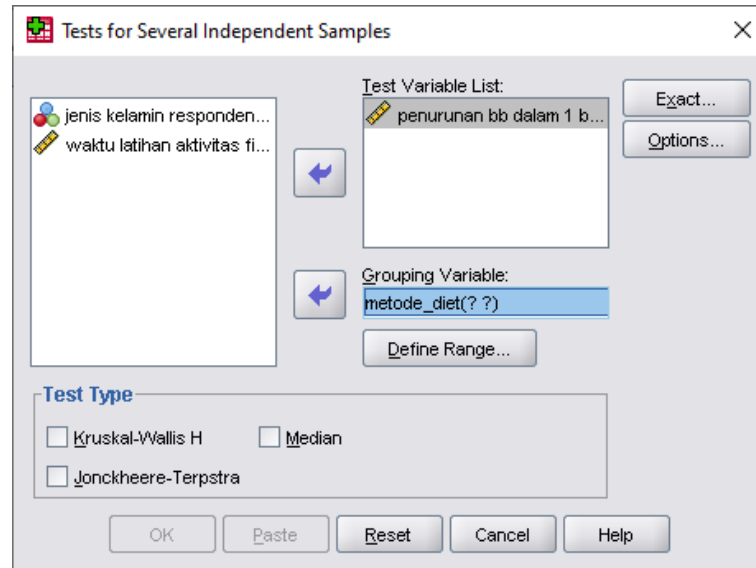 Tests for Several Independent Samples
jenis kelamin responden...
waktu latihan aktivitas fi...
Test Variable List:
penurunan bb dalam 1 b...
Exact...
Options...
Grouping Variable:
metode_diet(? ?)
Define Range...
Test Type
Kruskal-Wallis H
Median
Jonckheere-Terpstra
OK
Paste
Reset
Cancel
Help